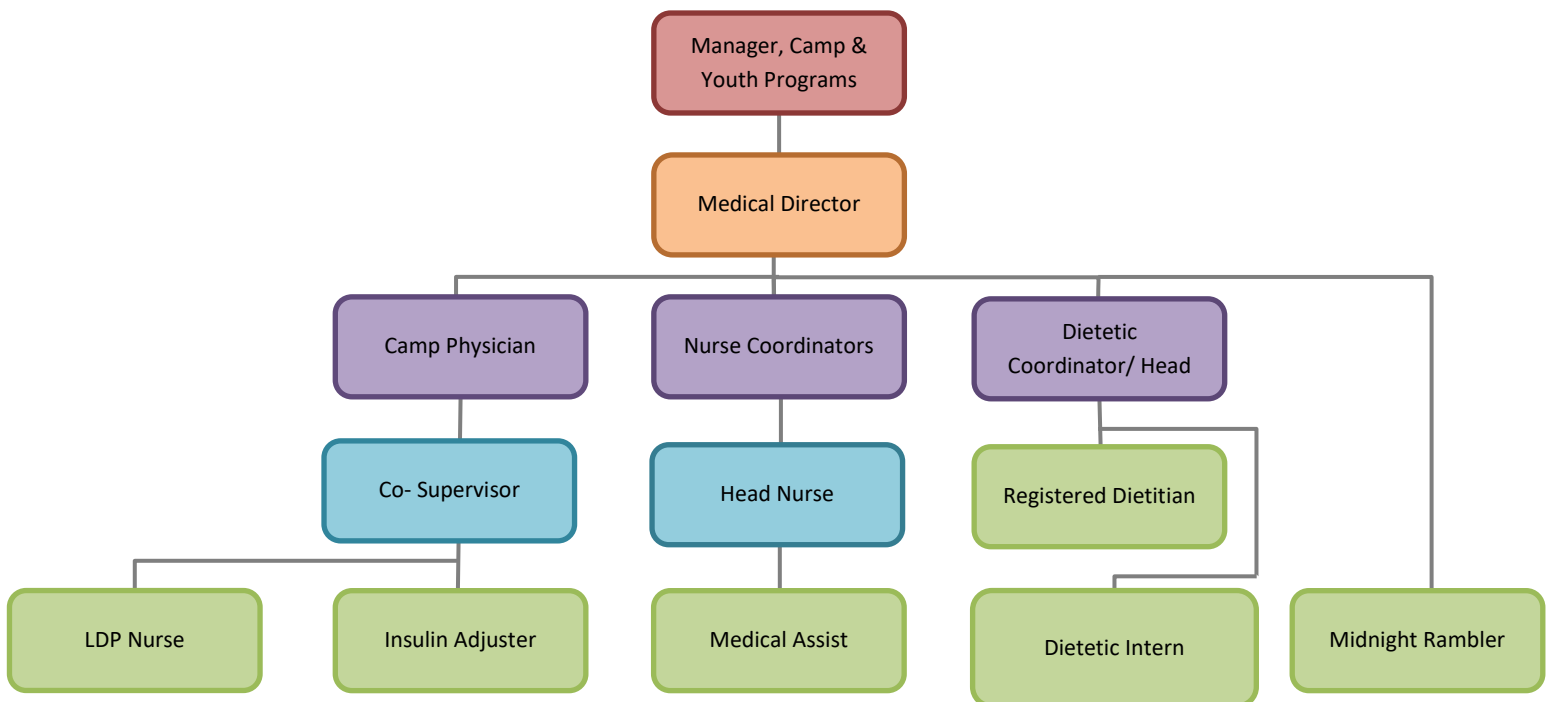 Manager, Camp &
Youth Programs
Medical Director
Camp Physician
Nurse Coordinators
Dietetic
Coordinator/ Head
Co- Supervisor
Head Nurse
Registered Dietitian
LDP Nurse
Insulin Adjuster
Medical Assist
Dietetic Intern
Midnight Rambler